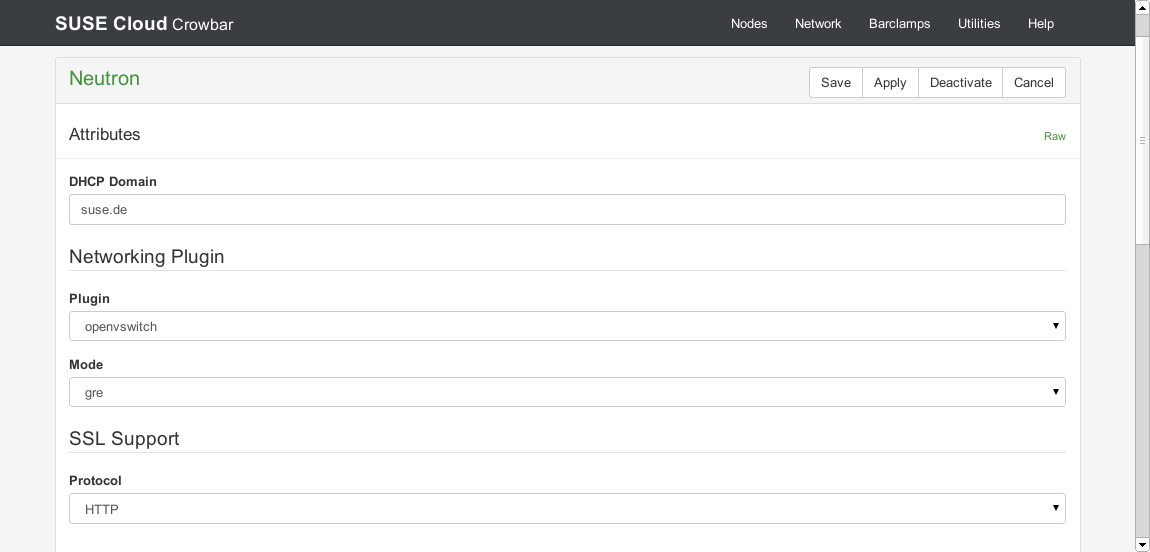 SUSE Cloud Crowbar Nodes Network Barclamps Utilities Help
Neutron Save Apply Deactivate Cancel
Attributes Raw
DHCP Domain
suse.de
Networking Plugin
Plugin
openvswitch
Mode
gre
SSL Support
Protocol
HTTP